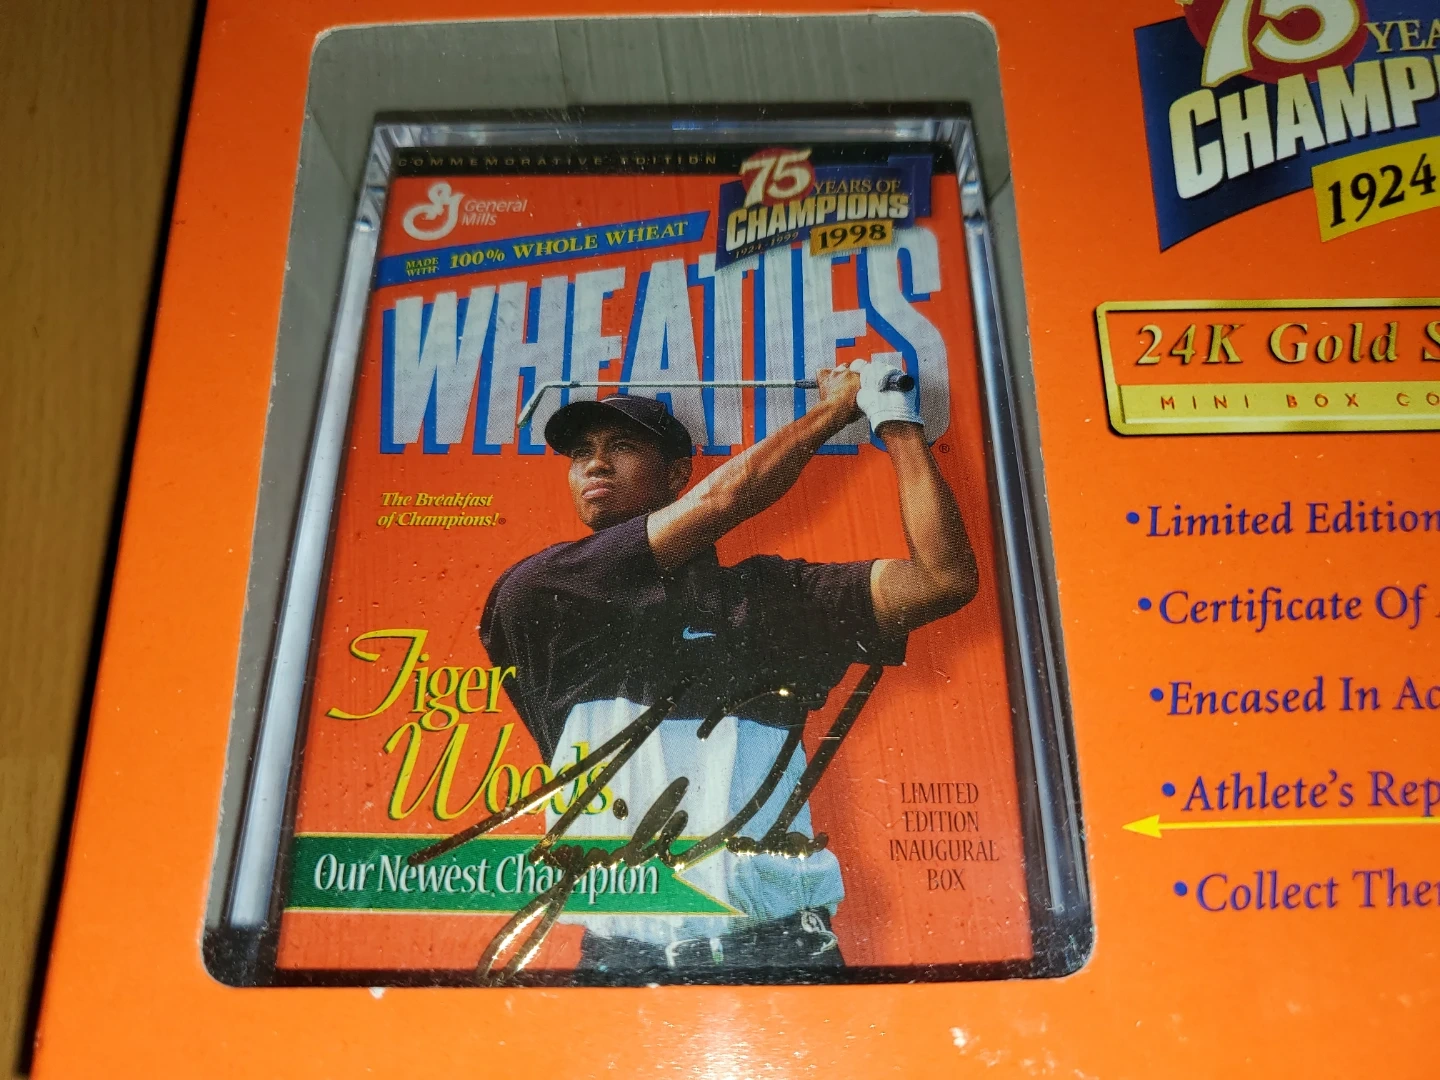 COMMEMORATIVE EDITION
General
Mills
75
YEARS OF
CHAMPIONS
1924-1999
1998
MADE
WITH
100% WHOLE WHEAT
WHEATIES®
The Breakfast
of Champions!®
Tiger
Woods
Tiger Woods
Our Newest Champion
LIMITED
EDITION
INAUGURAL
BOX
75
YEA
CHAMP
1924
24K Gold S
MINI BOX CO
•Limited Edition
•Certificate Of
•Encased In Ac
•Athlete's Rep
•Collect Ther